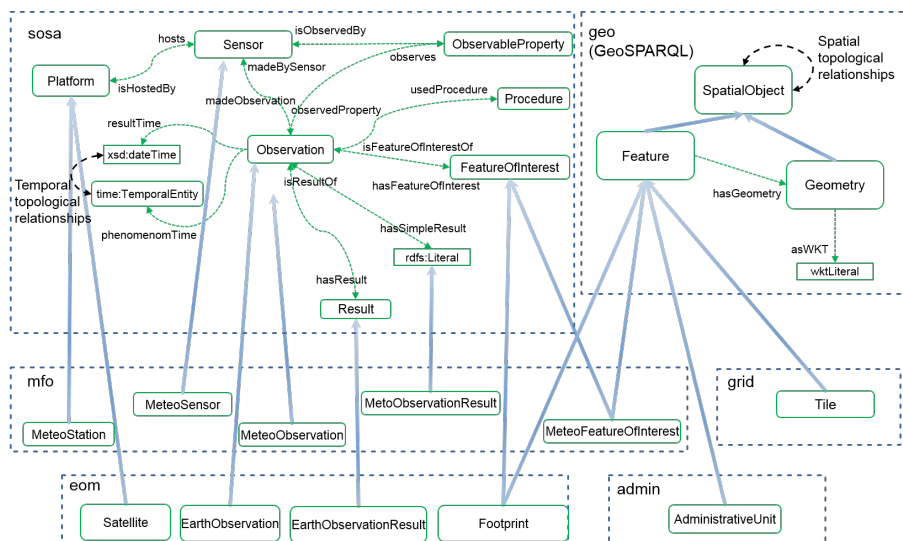 sosa
hosts
Sensor
isObservedBy
ObservableProperty
Platform
madeBySensor
observes
isHostedBy
madeObservation
observedProperty
usedProcedure
Procedure
resultTime
Observation
isFeatureOfInterestOf
xsd:dateTime
FeatureOfInterest
isResultOf
hasFeatureOfInterest
Temporal
topological
relationships
time:TemporalEntity
phenomenomTime
hasSimpleResult
rdfs:Literal
hasResult
Result
geo
(GeoSPARQL)
Spatial
topological
relationships
SpatialObject
Feature
hasGeometry
Geometry
asWKT
wktLiteral
mfo
MeteoSensor
MetoObservationResult
MeteoStation
MeteoObservation
MeteoFeatureOfInterest
grid
Tile
eom
Satellite
EarthObservation
EarthObservationResult
Footprint
admin
AdministrativeUnit